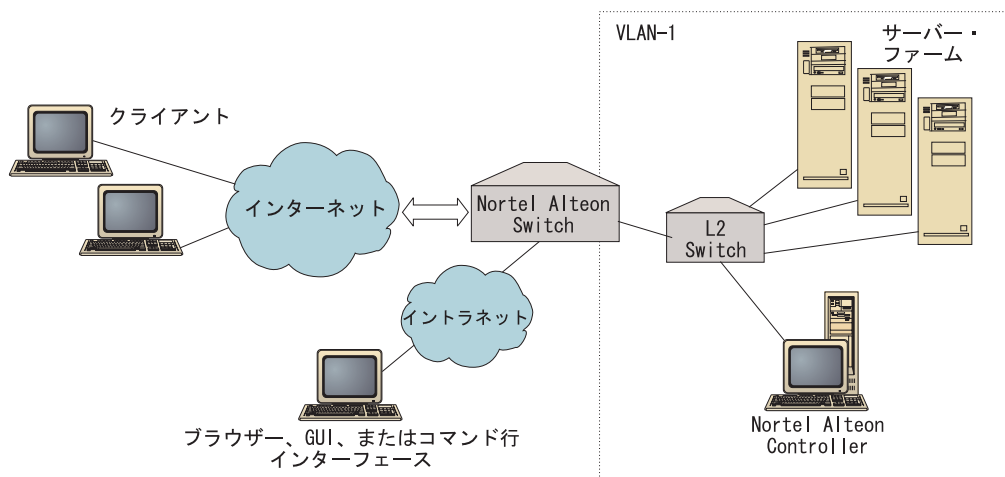 VLAN-1
サーバー・
ファーム
クライアント
インターネット
Nortel Alteon
Switch
L2
Switch
イントラネット
ブラウザー、GUI、またはコマンド行
インターフェース
Nortel Alteon
Controller